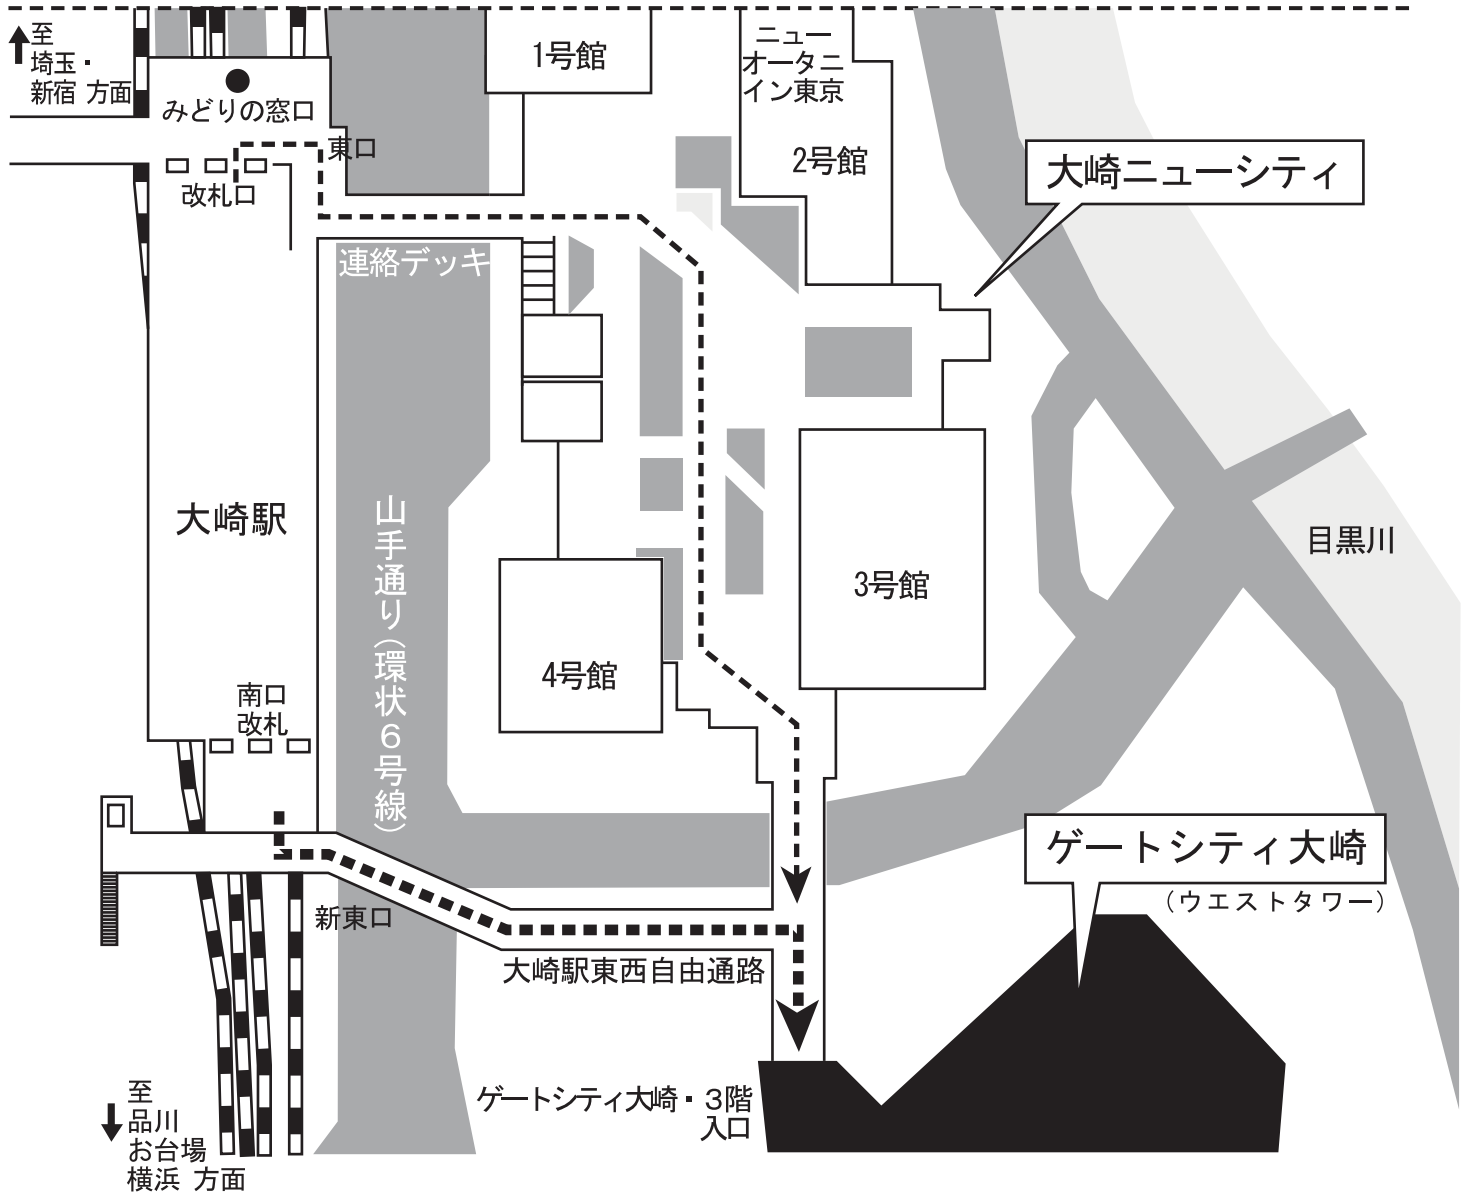 至
埼玉・
新宿 方面
みどりの窓口
東口
改札口
1号館
ニュー
オータニ
イン東京
2号館
大崎ニューシティ
連絡デッキ
大崎駅
山手通り(環状6号線)
目黒川
3号館
4号館
南口
改札
ゲートシティ大崎
(ウエストタワー)
新東口
大崎駅東西自由通路
ゲートシティ大崎・3階
入口
至
品川
お台場
横浜 方面